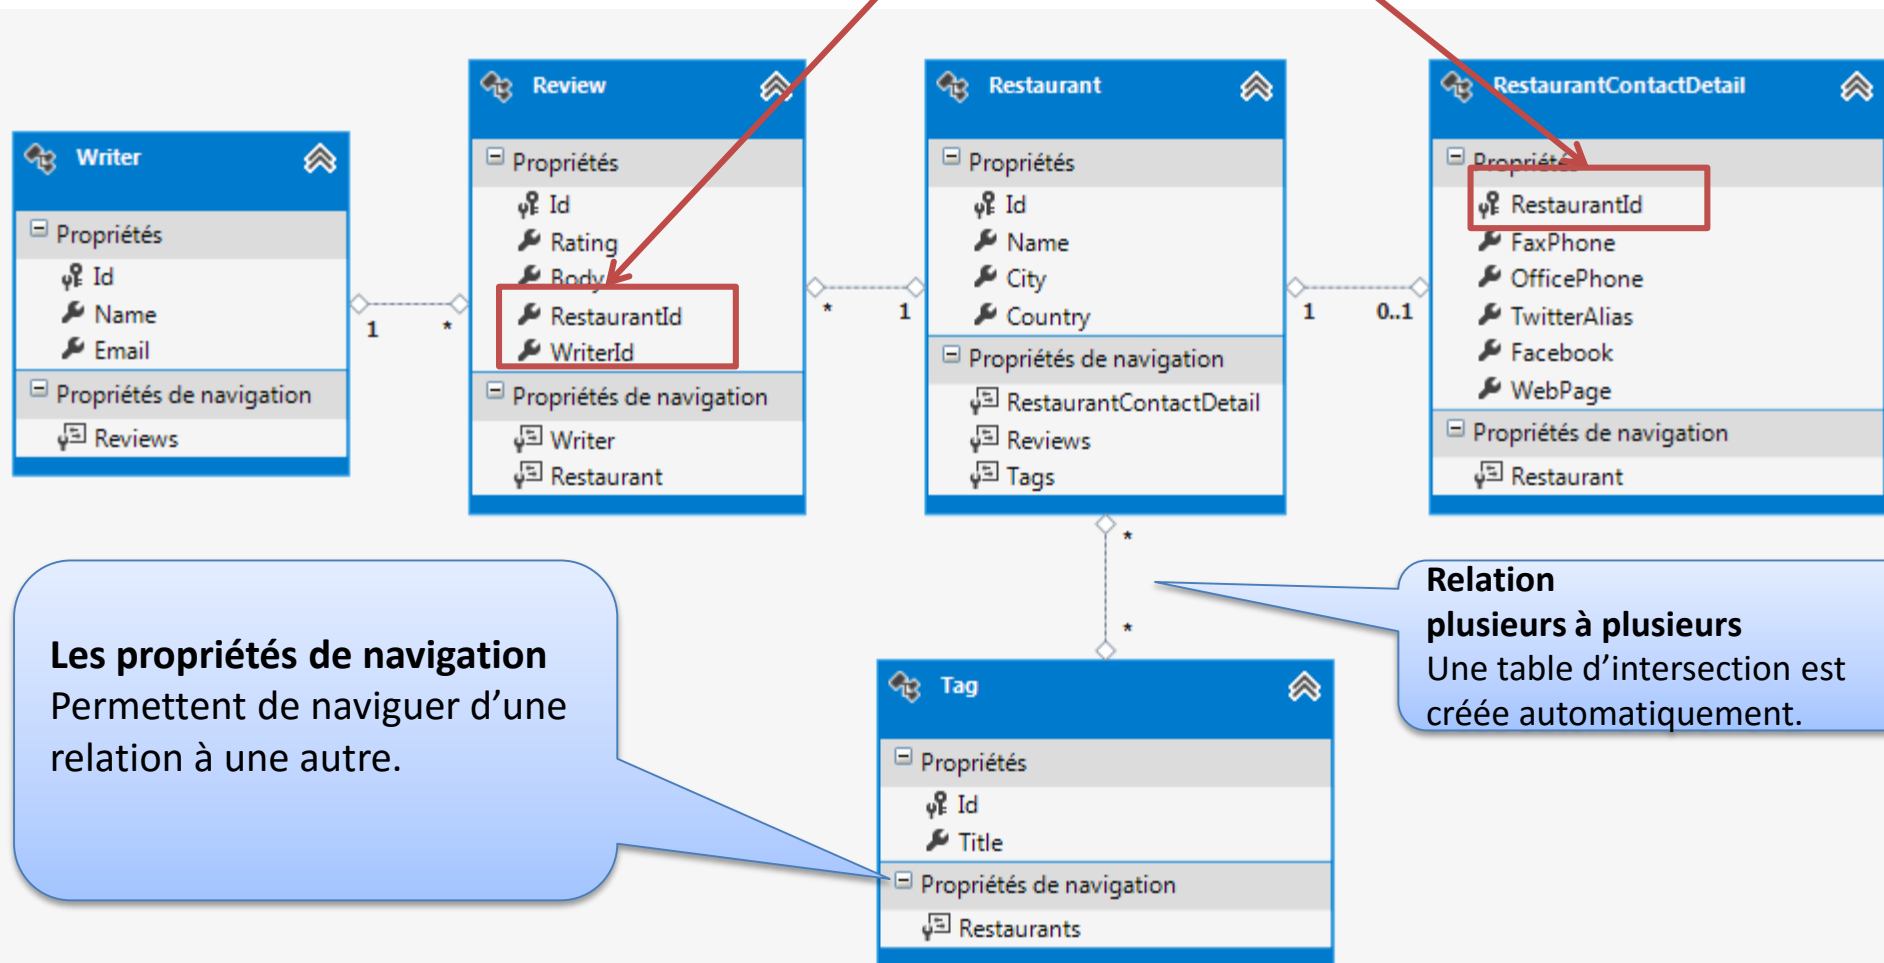 Writer
Propriétés
Id
Name
Email
Propriétés de navigation
Reviews
1
*
Review
Propriétés
Id
Rating
Body
RestaurantId
WriterId
Propriétés de navigation
Writer
Restaurant
*
1
Restaurant
Propriétés
Id
Name
City
Country
Propriétés de navigation
RestaurantContactDetail
Reviews
Tags
1
0..1
RestaurantContactDetail
Propriétés
RestaurantId
FaxPhone
OfficePhone
TwitterAlias
Facebook
WebPage
Propriétés de navigation
Restaurant
*
*
Les propriétés de navigation
Permettent de naviguer d’une
relation à une autre.
Relation
plusieurs à plusieurs
Une table d’intersection est
créée automatiquement.
Tag
Propriétés
Id
Title
Propriétés de navigation
Restaurants